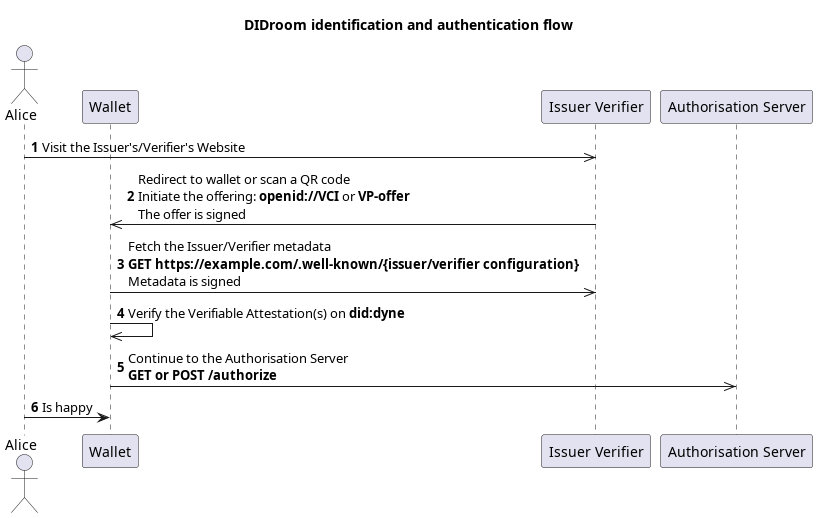 DIDroom identification and authentication flow
Alice
Wallet
Issuer Verifier
Authorisation Server
1 Visit the Issuer's/Verifier's Website
Redirect to wallet or scan a QR code
2 Initiate the offering: openid://VCI or VP-offer
The offer is signed
Fetch the Issuer/Verifier metadata
3 GET https://example.com/.well-known/{issuer/verifier configuration}
Metadata is signed
4 Verify the Verifiable Attestation(s) on did:dyne
Continue to the Authorisation Server
5
GET or POST /authorize
6 Is happy
Alice
Wallet
Issuer Verifier
Authorisation Server